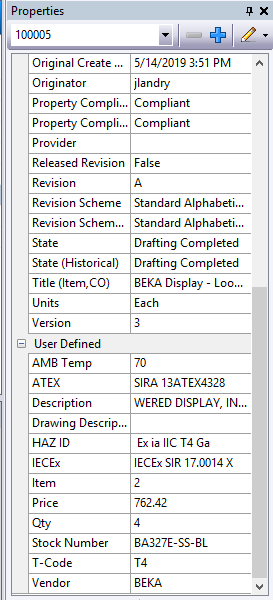 Properties
100005
Original Create ... 5/14/2019 3:51 PM
Originator jlandry
Property Compli... Compliant
Property Compli... Compliant
Provider
Released Revision False
Revision A
Revision Scheme Standard Alphabeti...
Revision Schem... Standard Alphabeti...
State Drafting Completed
State (Historical) Drafting Completed
Title (Item,CO) BEKA Display - Loo...
Units Each
Version 3
User Defined
AMB Temp 70
ATEX SIRA 13ATEX4328
Description WERED DISPLAY, IN...
Drawing Descrip...
HAZ ID Ex ia IIC T4 Ga
IECEx IECEx SIR 17.0014 X
Item 2
Price 762.42
Qty 4
Stock Number BA327E-SS-BL
T-Code T4
Vendor BEKA